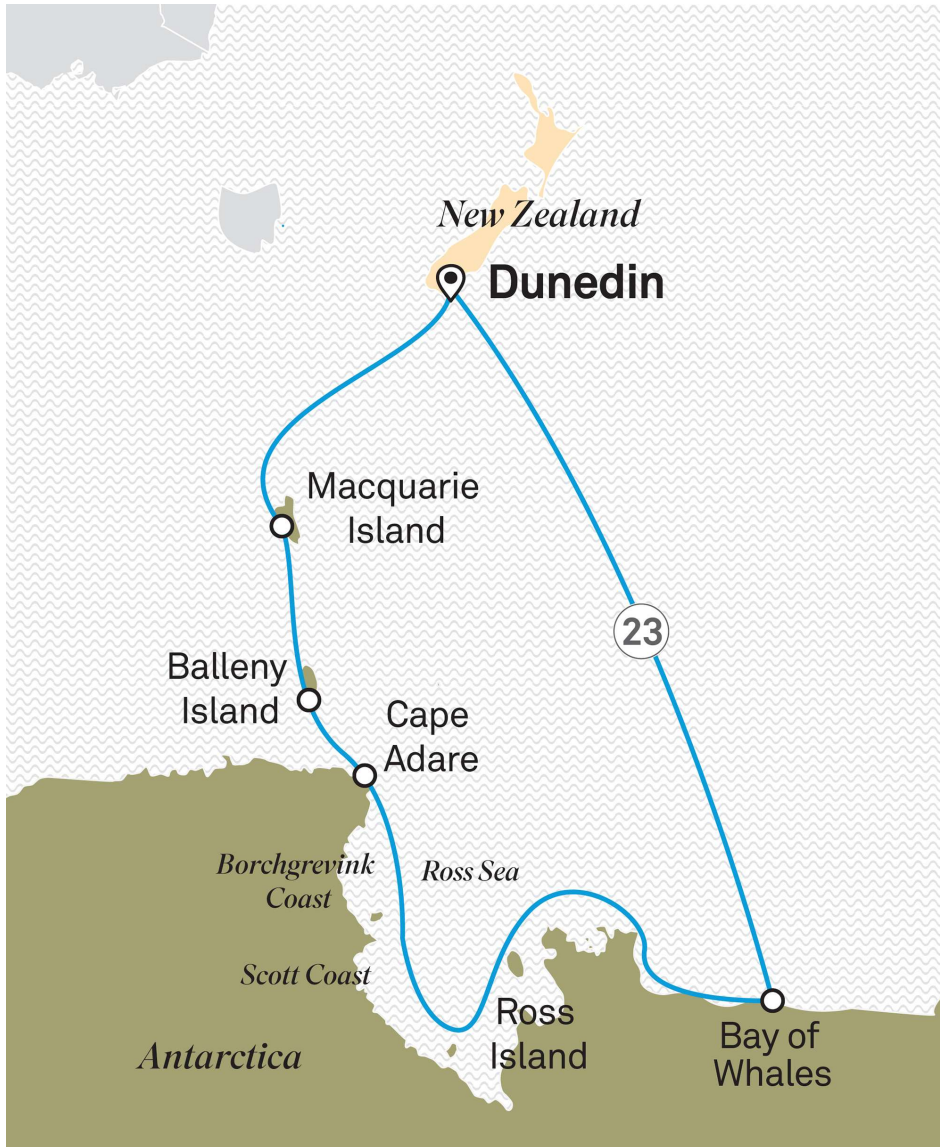 New Zealand
Dunedin
Macquarie
Island
23
Balleny
Island
Cape
Adare
Borchgrevink
Coast
Ross Sea
Scott Coast
Ross
Island
Antarctica
Bay of
Whales